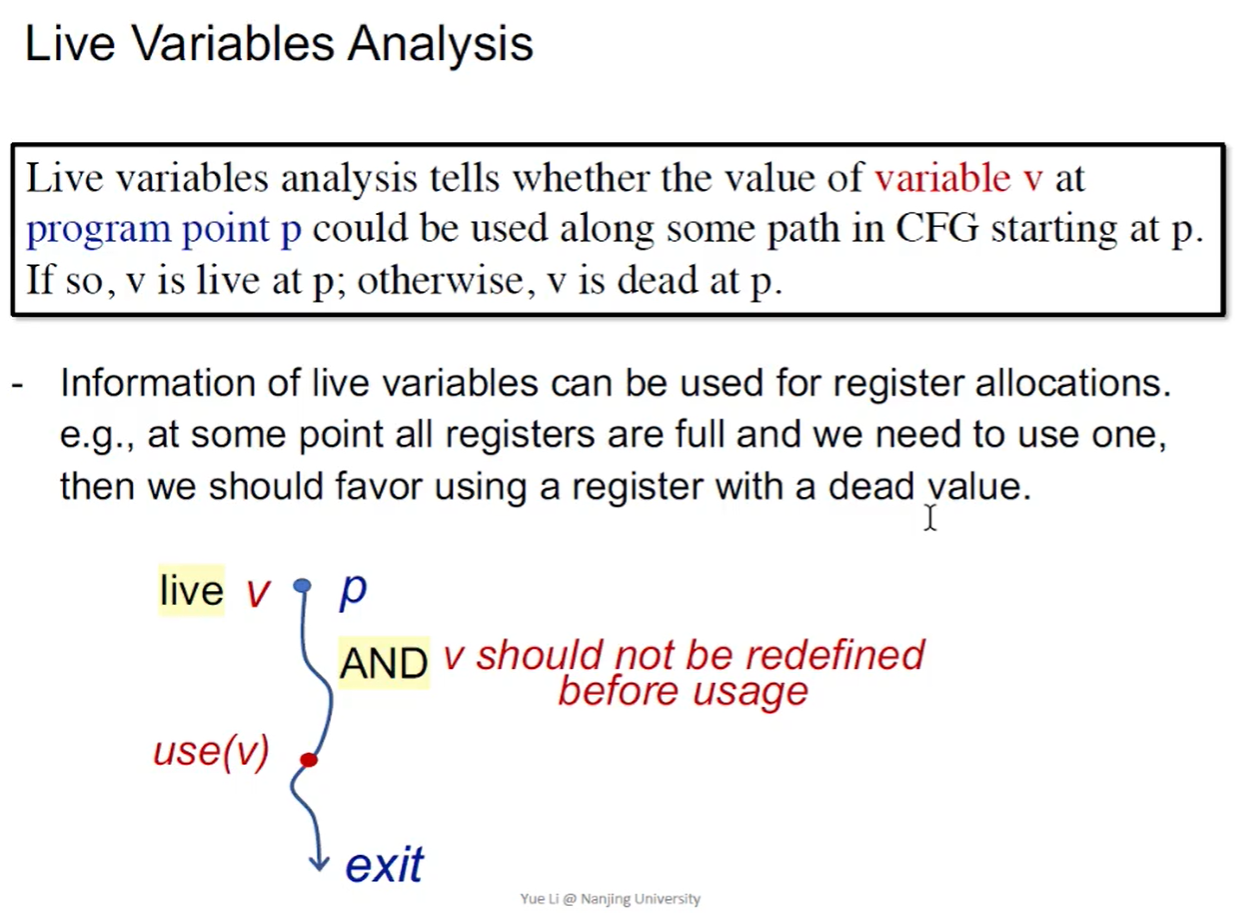 Live Variables Analysis
Live variables analysis tells whether the value of variable v at
program point p could be used along some path in CFG starting at p.
If so, v is live at p; otherwise, v is dead at p.
- Information of live variables can be used for register allocations.
e.g., at some point all registers are full and we need to use one,
then we should favor using a register with a dead value.
live v p
AND v should not be redefined
before usage
use(v)
exit
Yue Li @ Nanjing University